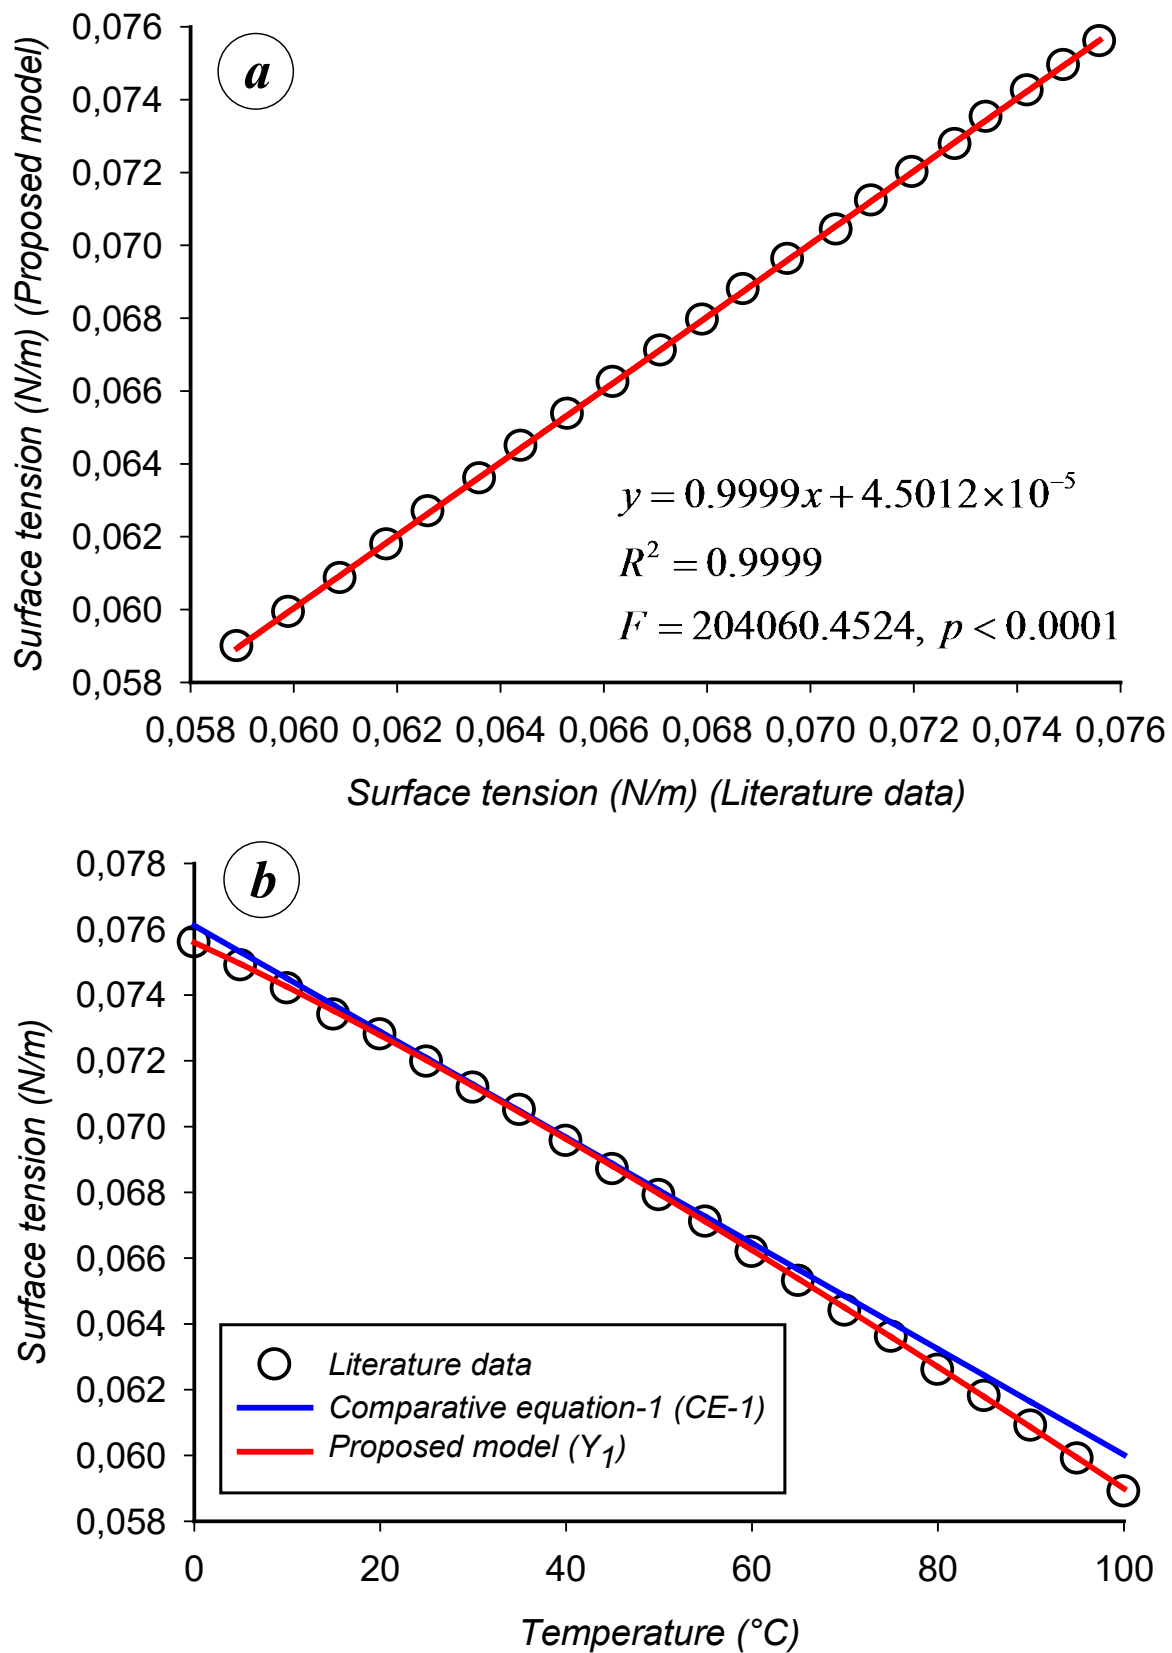 a
Surface tension (N/m) (Proposed model)
0,076
0,074
0,072
0,070
0,068
0,066
0,064
0,062
0,060
0,058
y = 0.9999x + 4.5012×10⁻⁵
R² = 0.9999
F = 204060.4524, p < 0.0001
0,058 0,060 0,062 0,064 0,066 0,068 0,070 0,072 0,074 0,076
Surface tension (N/m) (Literature data)
b
Surface tension (N/m)
0,078
0,076
0,074
0,072
0,070
0,068
0,066
0,064
0,062
0,060
0,058
Literature data
Comparative equation-1 (CE-1)
Proposed model (Y₁)
0 20 40 60 80 100
Temperature (°C)